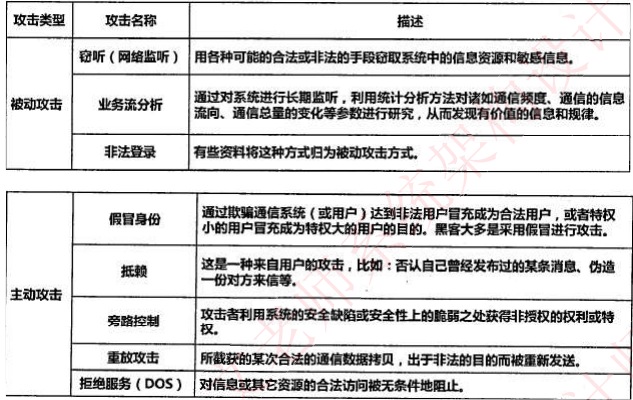 攻击类型 攻击名称 描述
被动攻击 窃听（网络监听） 用各种可能的合法或非法的手段窃取系统中的信息资源和敏感信息。
业务流分析 通过对系统进行长期监听，利用统计分析方法对诸如通信频度、通信的信息
流向、通信总量的变化等参数进行研究，从而发现有价值的信息和规律。
非法登录 有些资料将这种方式归为被动攻击方式。
主动攻击 假冒身份 通过欺骗通信系统（或用户）达到非法用户冒充成为合法用户，或者特权
小的用户冒充成为特权大的用户的目的。黑客大多是采用假冒进行攻击。
抵赖 这是一种来自用户的攻击，比如：否认自己曾经发布过的某条消息、伪造
一份对方来信等。
旁路控制 攻击者利用系统的安全缺陷或安全性上的脆弱之处获得非授权的权利或特
权。
重放攻击 所截获的某次合法的通信数据拷贝，出于非法的目的而被重新发送。
拒绝服务（DOS） 对信息或其它资源的合法访问被无条件地阻止。
老师系统架构设计